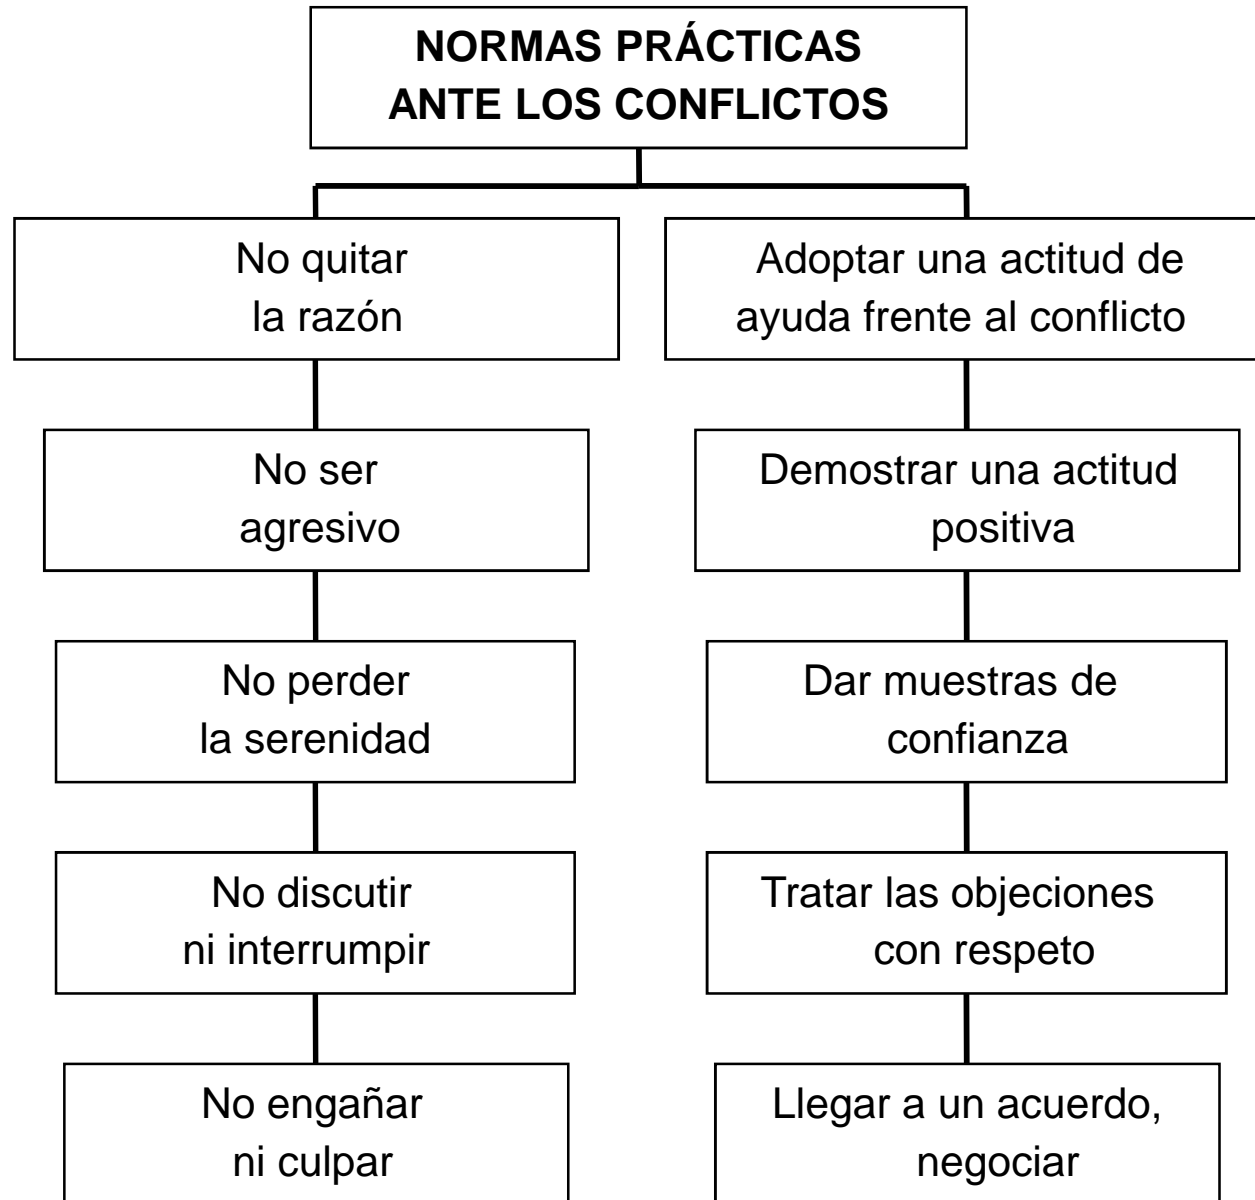 NORMAS PRÁCTICAS
ANTE LOS CONFLICTOS
No quitar
la razón
Adoptar una actitud de
ayuda frente al conflicto
No ser
agresivo
Demostrar una actitud
positiva
No perder
la serenidad
Dar muestras de
confianza
No discutir
ni interrumpir
Tratar las objeciones
con respeto
No engañar
ni culpar
Llegar a un acuerdo,
negociar